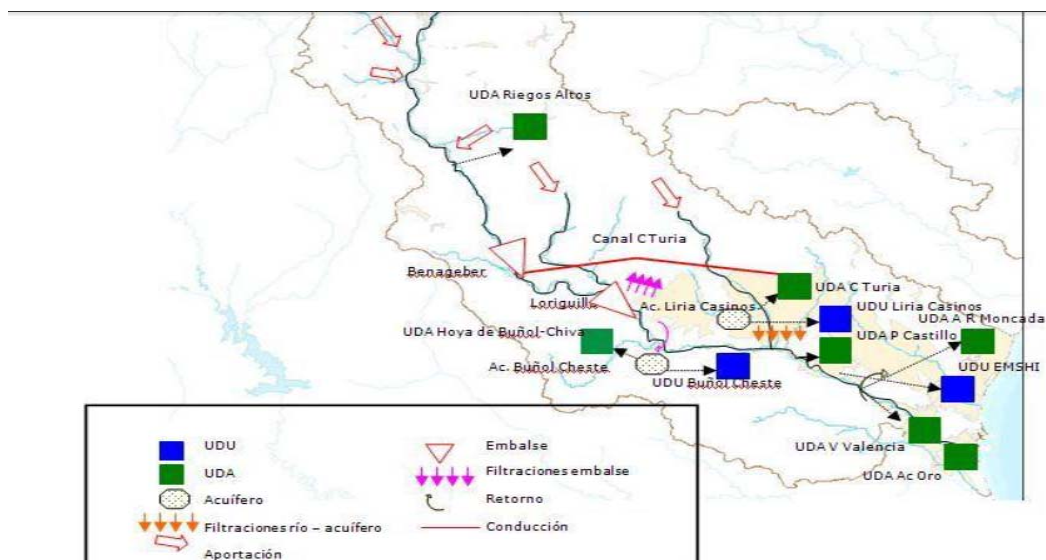 UDA Riegos Altos
Canal CTuria
Benageber
Loriguilla
Ac. Liria Casinos
UDA C Turia
UDU Liria Casinos
UDA A R Moncada
UDA Hoya de Buñol-Chiva
UDA P Castillo
Ac. Buñol Cheste
UDU Buñol Cheste
UDU EMSHI
UDA V Valencia
UDA Ac Oro
UDU
UDA
Acuífero
Filtraciones río – acuífero
Aportación
Embalse
Filtraciones embalse
Retorno
Conducción